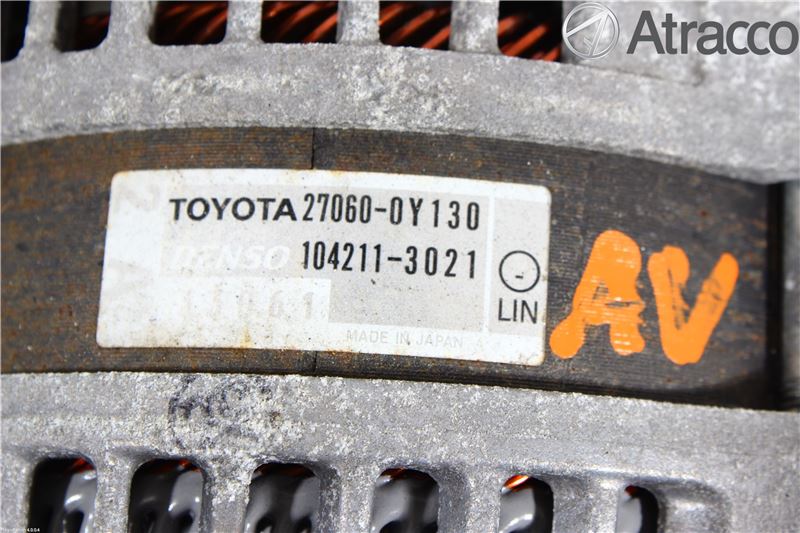 Atracco
TOYOTA 27060-0Y130
DENSO 104211-3021
LIN
MADE IN JAPAN
AV